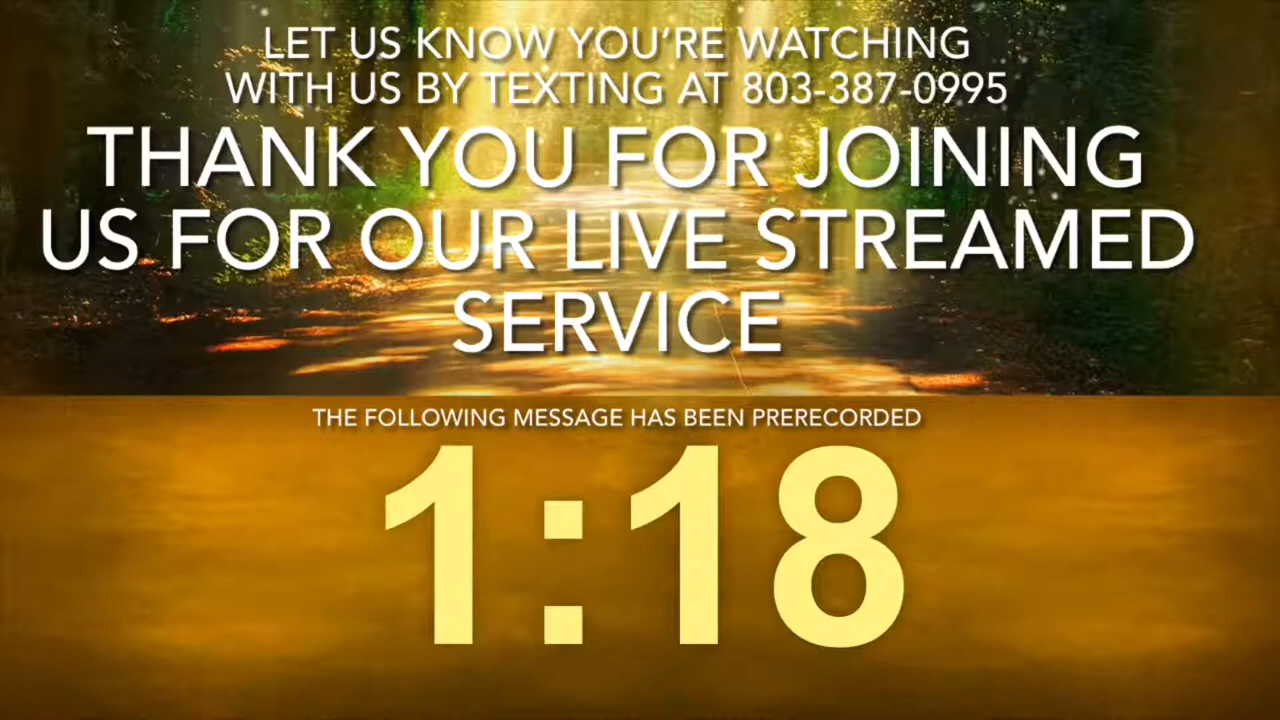 LET US KNOW YOU'RE WATCHING
WITH US BY TEXTING AT 803-387-0995
THANK YOU FOR JOINING
US FOR OUR LIVE STREAMED
SERVICE
THE FOLLOWING MESSAGE HAS BEEN PRERECORDED
1:18